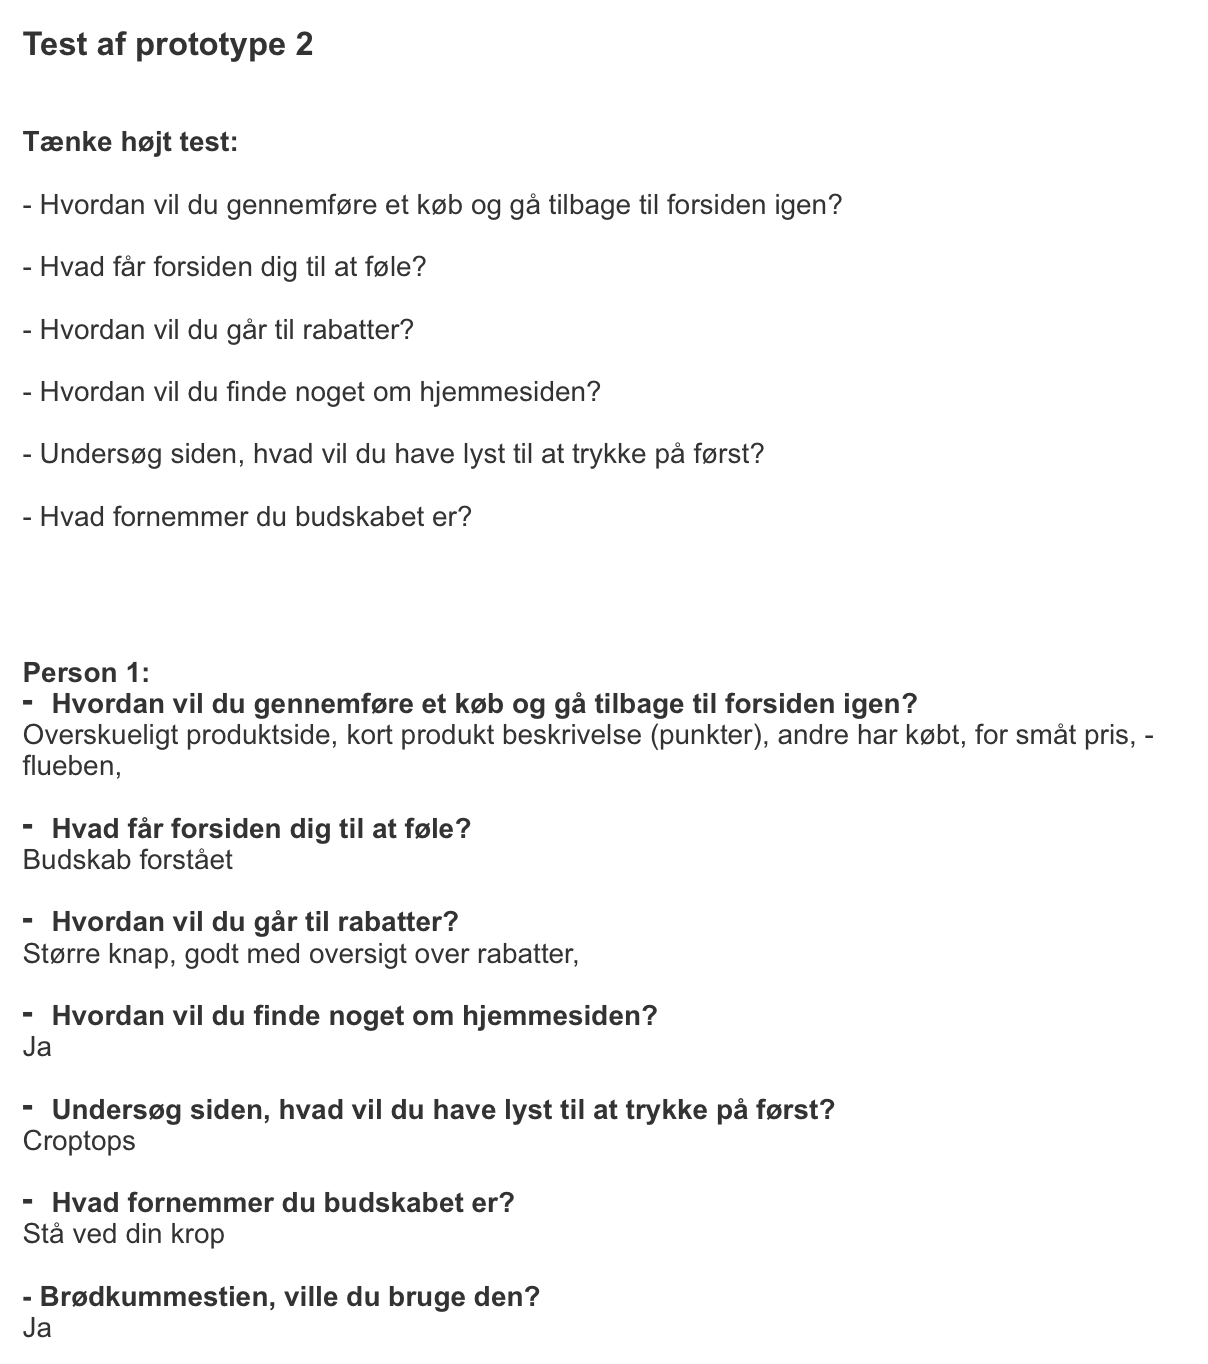 Test af prototype 2
Tænke højt test:
- Hvordan vil du gennemføre et køb og gå tilbage til forsiden igen?
- Hvad får forsiden dig til at føle?
- Hvordan vil du går til rabatter?
- Hvordan vil du finde noget om hjemmesiden?
- Undersøg siden, hvad vil du have lyst til at trykke på først?
- Hvad fornemmer du budskabet er?
Person 1:
- Hvordan vil du gennemføre et køb og gå tilbage til forsiden igen?
Overskueligt produktside, kort produkt beskrivelse (punkter), andre har købt, for småt pris, -
flueben,
- Hvad får forsiden dig til at føle?
Budskab forstået
- Hvordan vil du går til rabatter?
Større knap, godt med oversigt over rabatter,
- Hvordan vil du finde noget om hjemmesiden?
Ja
- Undersøg siden, hvad vil du have lyst til at trykke på først?
Croptops
- Hvad fornemmer du budskabet er?
Stå ved din krop
- Brødkummestien, ville du bruge den?
Ja